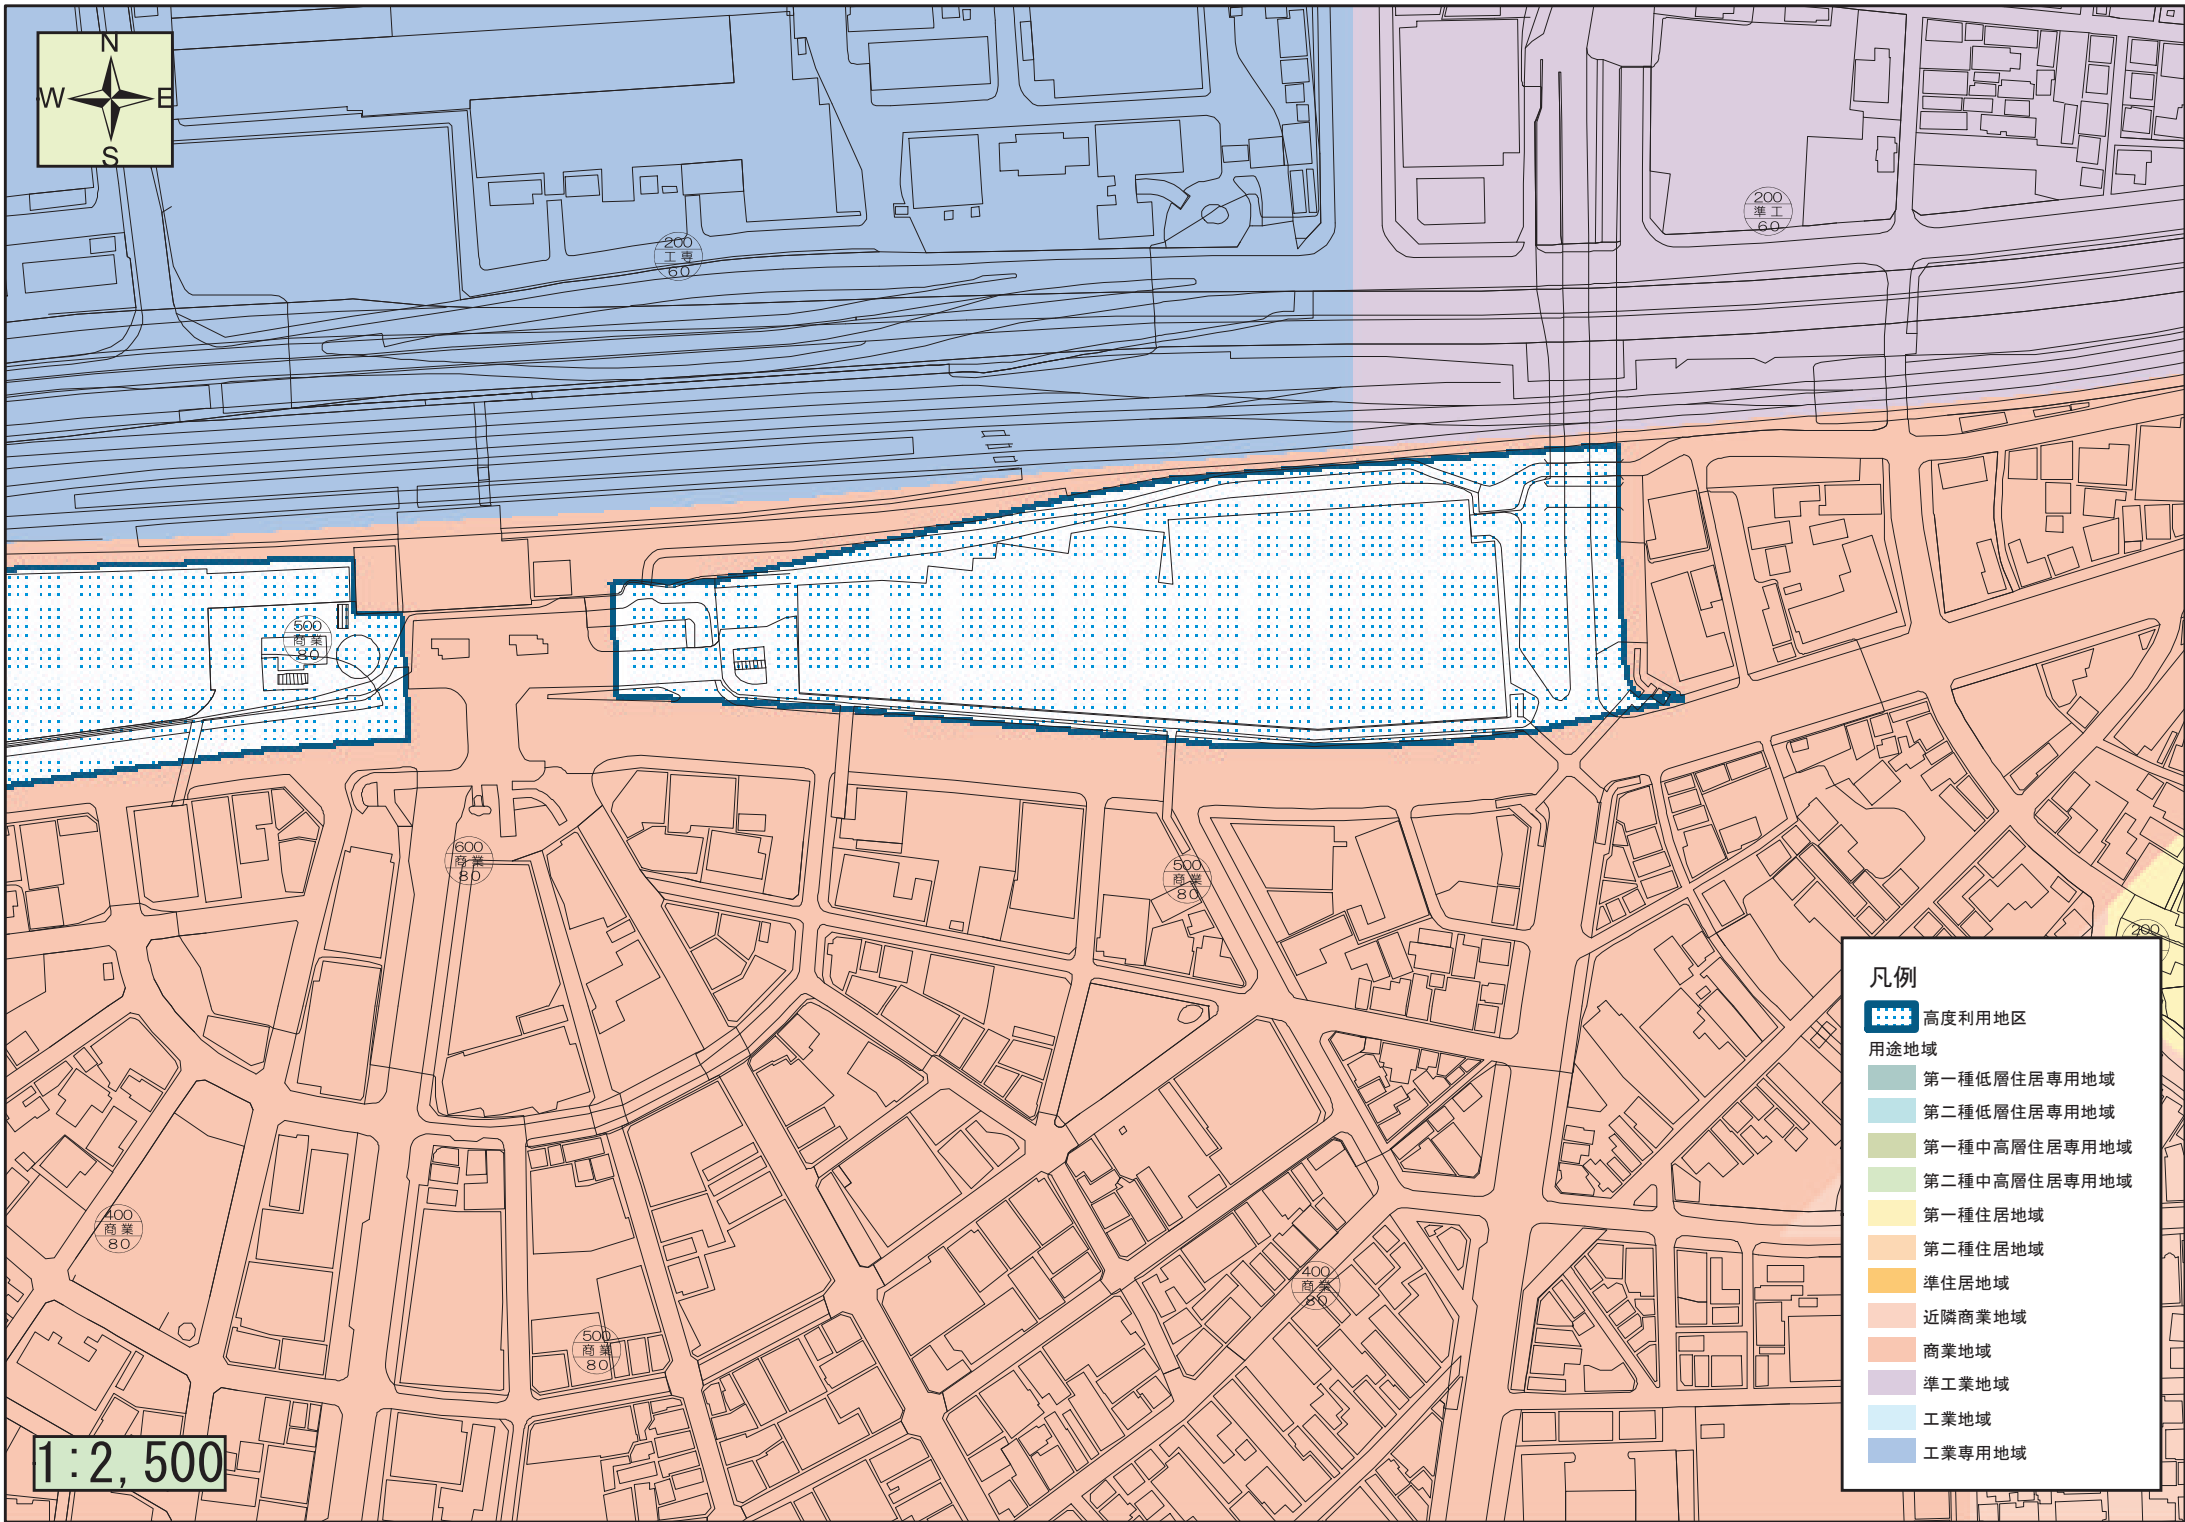 N
W E
S
200
工専
60
200
準工
60
500
商業
80
600
商業
80
500
商業
80
200
400
商業
80
400
商業
80
500
商業
80
凡例
高度利用地区
用途地域
第一種低層住居専用地域
第二種低層住居専用地域
第一種中高層住居専用地域
第二種中高層住居専用地域
第一種住居地域
第二種住居地域
準住居地域
近隣商業地域
商業地域
準工業地域
工業地域
工業専用地域
1:2,500